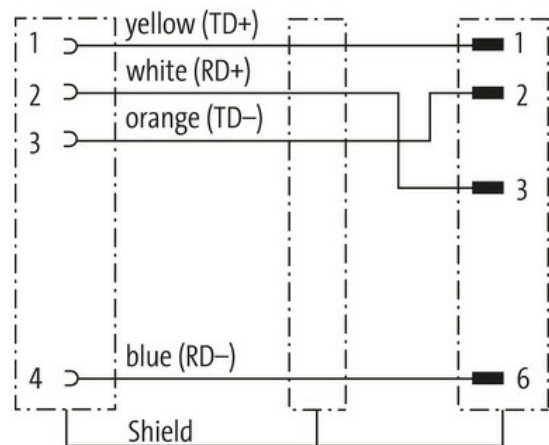 1 yellow (TD+) 1
2 white (RD+) 2
3 orange (TD–)
3
4 blue (RD–) 6
Shield